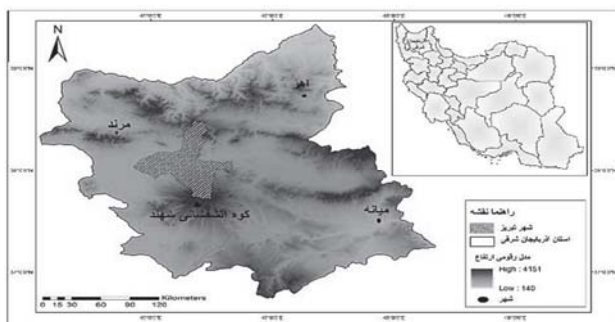 N
اهر
مرند
کوه آتشفشانی سهند
میانه
راهنما نقشه
شهر تبریز
استان آذربایجان شرقی
مدل رقومی ارتفاع
High : 4151
Low : 140
شهر
0 15 30 60 90 120
Kilometers